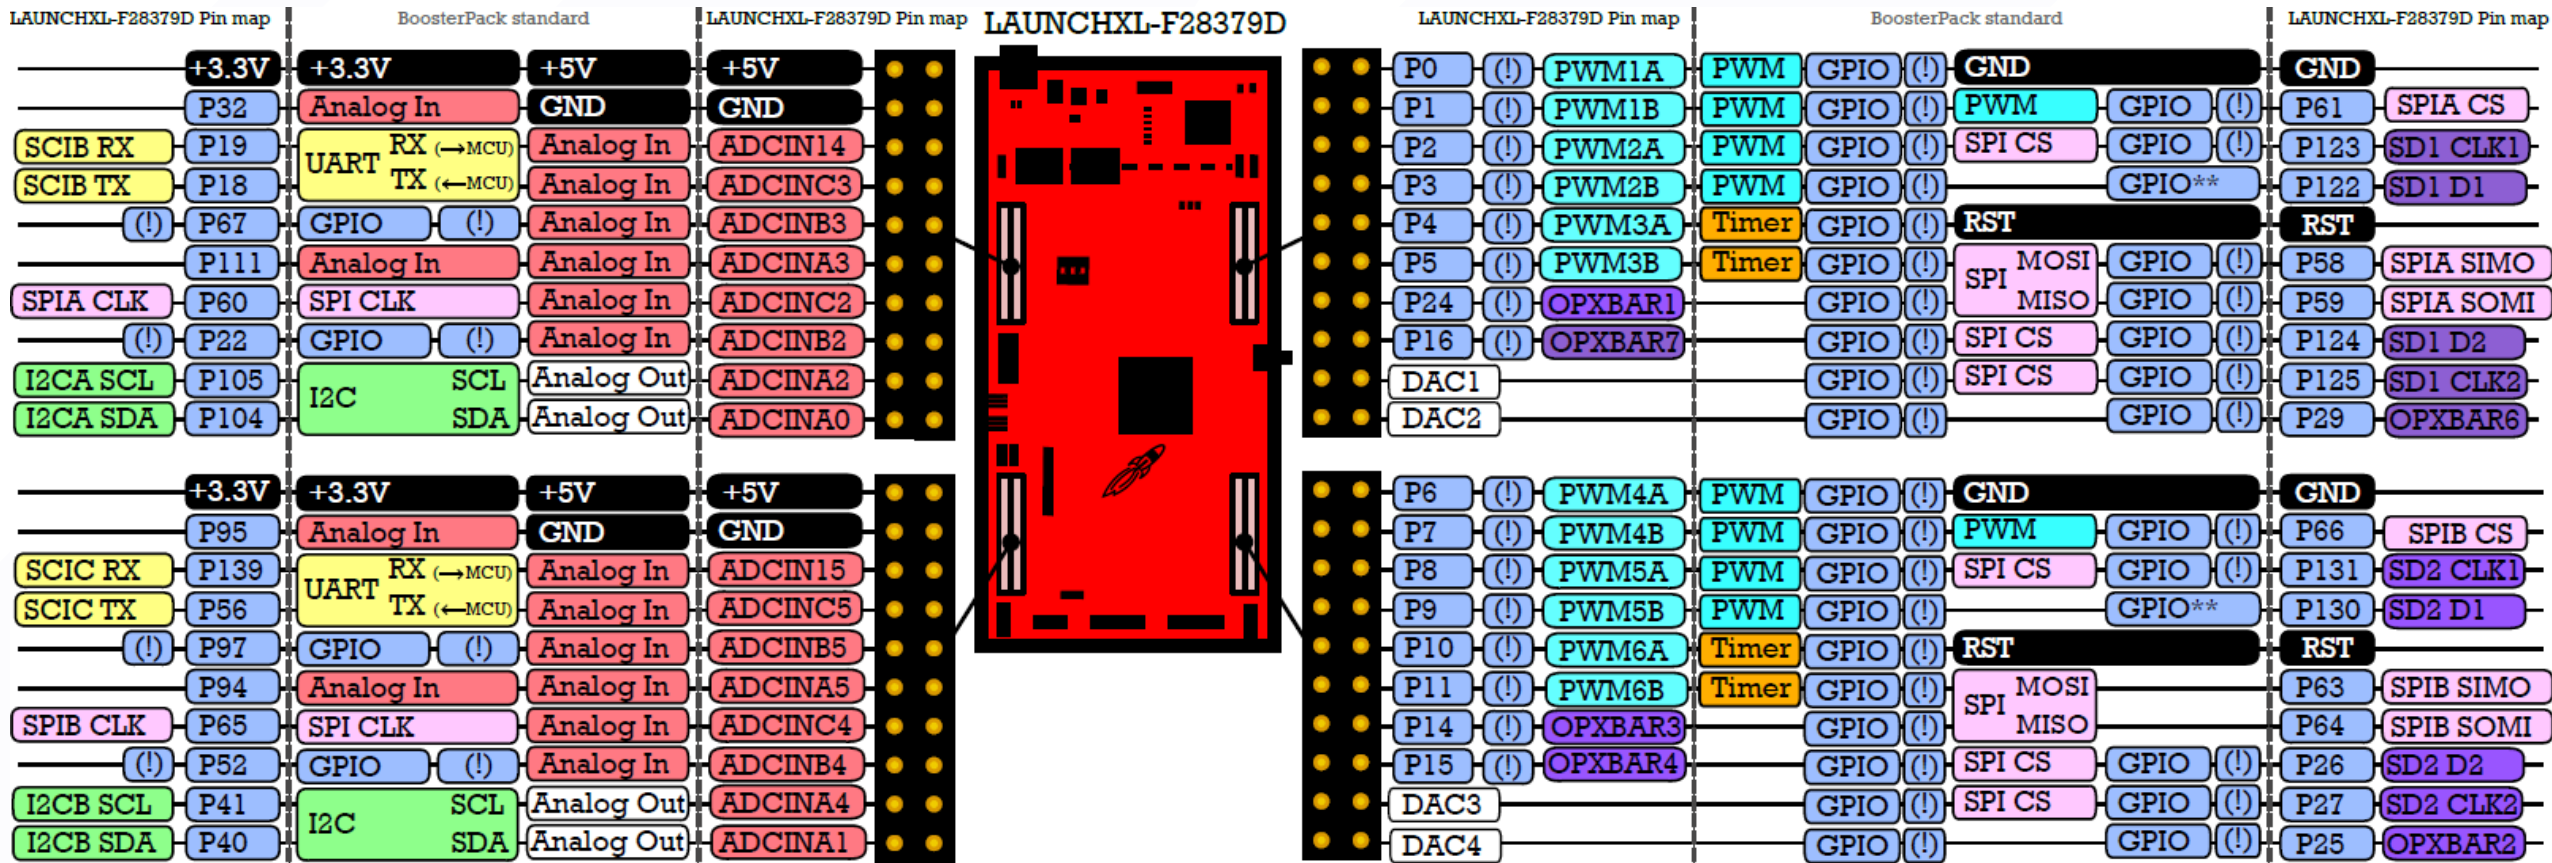 LAUNCHXL-F28379D Pin map BoosterPack standard LAUNCHXL-F28379D Pin map LAUNCHXL-F28379D LAUNCHXL-F28379D Pin map BoosterPack standard LAUNCHXL-F28379D Pin map
+3.3V +3.3V +5V +5V P0 (!) PWM1A PWM GPIO (!) GND GND
P32 Analog In GND GND P1 (!) PWM1B PWM GPIO (!) PWM GPIO (!) P61 SPIA CS
SCIB RX P19 UART RX (→MCU) Analog In ADCIN14 P2 (!) PWM2A PWM GPIO (!) SPI CS GPIO (!) P123 SD1 CLK1
SCIB TX P18 TX (←MCU) Analog In ADCINC3 P3 (!) PWM2B PWM GPIO (!) GPIO** P122 SD1 D1
(!) P67 GPIO (!) Analog In ADCINB3 P4 (!) PWM3A Timer GPIO (!) RST RST
P111 Analog In Analog In ADCINA3 P5 (!) PWM3B Timer GPIO (!) SPI MOSI GPIO (!) P58 SPIA SIMO
SPIA CLK P60 SPI CLK Analog In ADCINC2 P24 (!) OPXBAR1 GPIO (!) MISO GPIO (!) P59 SPIA SOMI
(!) P22 GPIO (!) Analog In ADCINB2 P16 (!) OPXBAR7 GPIO (!) SPI CS GPIO (!) P124 SD1 D2
I2CA SCL P105 I2C SCL Analog Out ADCINA2 DAC1 GPIO (!) SPI CS GPIO (!) P125 SD1 CLK2
I2CA SDA P104 SDA Analog Out ADCINA0 DAC2 GPIO (!) GPIO (!) P29 OPXBAR6
+3.3V +3.3V +5V +5V P6 (!) PWM4A PWM GPIO (!) GND GND
P95 Analog In GND GND P7 (!) PWM4B PWM GPIO (!) PWM GPIO (!) P66 SPIB CS
SCIC RX P139 UART RX (→MCU) Analog In ADCIN15 P8 (!) PWM5A PWM GPIO (!) SPI CS GPIO (!) P131 SD2 CLK1
SCIC TX P56 TX (←MCU) Analog In ADCINC5 P9 (!) PWM5B PWM GPIO (!) GPIO** P130 SD2 D1
(!) P97 GPIO (!) Analog In ADCINB5 P10 (!) PWM6A Timer GPIO (!) RST RST
P94 Analog In Analog In ADCINA5 P11 (!) PWM6B Timer GPIO (!) SPI MOSI P63 SPIB SIMO
SPIB CLK P65 SPI CLK Analog In ADCINC4 P14 (!) OPXBAR3 GPIO (!) MISO P64 SPIB SOMI
(!) P52 GPIO (!) Analog In ADCINB4 P15 (!) OPXBAR4 GPIO (!) SPI CS GPIO (!) P26 SD2 D2
I2CB SCL P41 I2C SCL Analog Out ADCINA4 DAC3 GPIO (!) SPI CS GPIO (!) P27 SD2 CLK2
I2CB SDA P40 SDA Analog Out ADCINA1 DAC4 GPIO (!) GPIO (!) P25 OPXBAR2